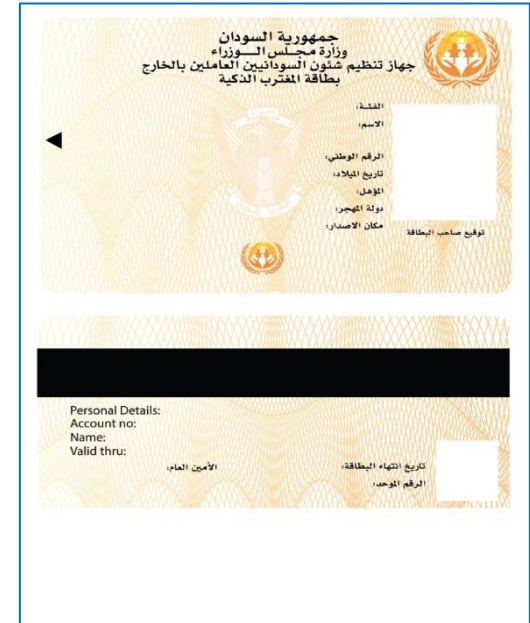 جمهورية السودان
وزارة مجلس الـــوزراء
جهاز تنظيم شئون السودانيين العاملين بالخارج
بطاقة المغترب الذكية
الفئة:
الاسم:
الرقم الوطني:
تاريخ الميلاد:
المؤهل:
دولة المهجر:
مكان الاصدار:
توقيع صاحب البطاقة
Personal Details:
Account no:
Name:
Valid thru:
تاريخ انتهاء البطاقة:
الأمين العام:
الرقم الموحد: